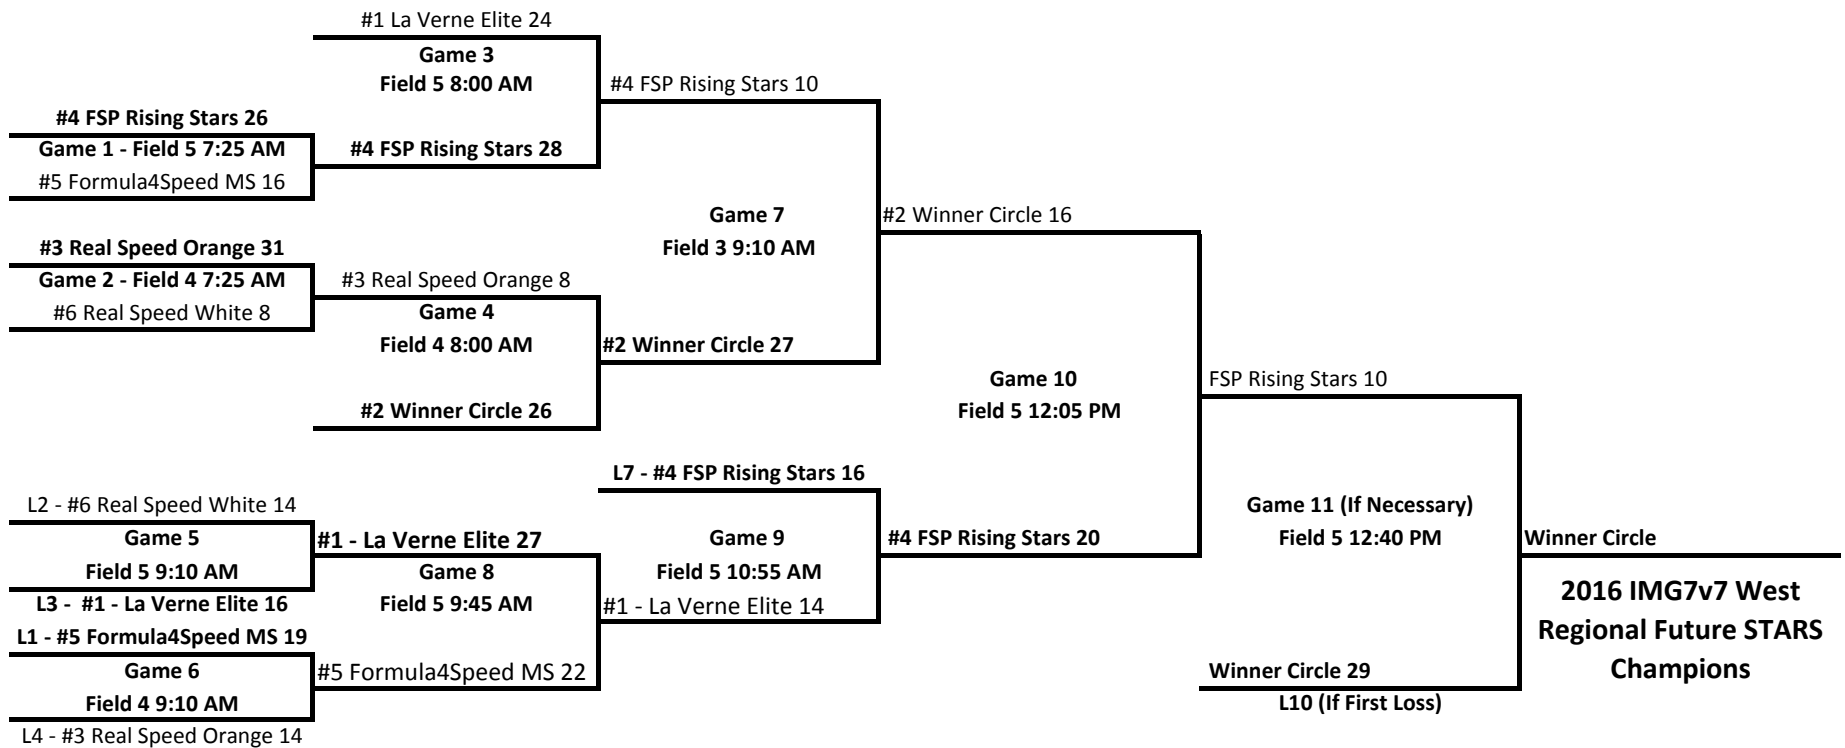 #1 La Verne Elite 24
Game 3
Field 5 8:00 AM
#4 FSP Rising Stars 10
#4 FSP Rising Stars 26
Game 1 - Field 5 7:25 AM
#4 FSP Rising Stars 28
#5 Formula4Speed MS 16
Game 7
#2 Winner Circle 16
Field 3 9:10 AM
#3 Real Speed Orange 31
Game 2 - Field 4 7:25 AM
#3 Real Speed Orange 8
#6 Real Speed White 8
Game 4
Field 4 8:00 AM
#2 Winner Circle 27
Game 10
FSP Rising Stars 10
Field 5 12:05 PM
#2 Winner Circle 26
L7 - #4 FSP Rising Stars 16
L2 - #6 Real Speed White 14
Game 11 (If Necessary)
Game 5
#1 - La Verne Elite 27
Game 9
#4 FSP Rising Stars 20
Field 5 12:40 PM
Winner Circle
Field 5 9:10 AM
Game 8
Field 5 10:55 AM
2016 IMG7v7 West
Regional Future STARS
Champions
L3 - #1 - La Verne Elite 16
Field 5 9:45 AM
#1 - La Verne Elite 14
L1 - #5 Formula4Speed MS 19
Game 6
#5 Formula4Speed MS 22
Winner Circle 29
Field 4 9:10 AM
L10 (If First Loss)
L4 - #3 Real Speed Orange 14